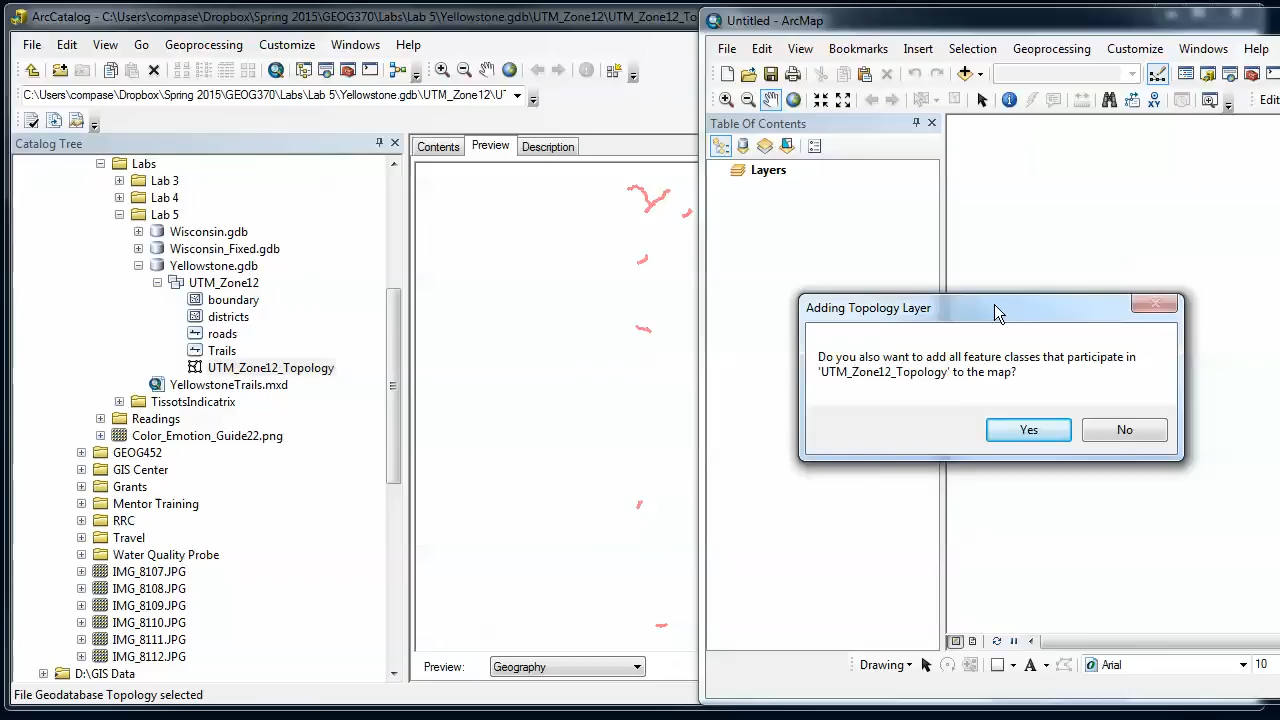 ArcCatalog - C:\Users\compase\Dropbox\Spring 2015\GEOG370\Labs\Lab 5\Yellowstone.gdb\UTM_Zone12\UTM_Zone12_To
File Edit View Go Geoprocessing Customize Windows Help
C:\Users\compase\Dropbox\Spring 2015\GEOG370\Labs\Lab 5\Yellowstone.gdb\UTM_Zone12\U
Catalog Tree
Labs
Lab 3
Lab 4
Lab 5
Wisconsin.gdb
Wisconsin_Fixed.gdb
Yellowstone.gdb
UTM_Zone12
boundary
districts
roads
Trails
UTM_Zone12_Topology
YellowstoneTrails.mxd
TissotsIndicatrix
Readings
Color_Emotion_Guide22.png
GEOG452
GIS Center
Grants
Mentor Training
RRC
Travel
Water Quality Probe
IMG_8107.JPG
IMG_8108.JPG
IMG_8109.JPG
IMG_8110.JPG
IMG_8111.JPG
IMG_8112.JPG
D:\GIS Data
File Geodatabase Topology selected
Contents Preview Description
Preview: Geography
Untitled - ArcMap
File Edit View Bookmarks Insert Selection Geoprocessing Customize Windows Help
Edi
Table Of Contents
Layers
Adding Topology Layer
Do you also want to add all feature classes that participate in
'UTM_Zone12_Topology' to the map?
Yes No
Drawing A Arial 10